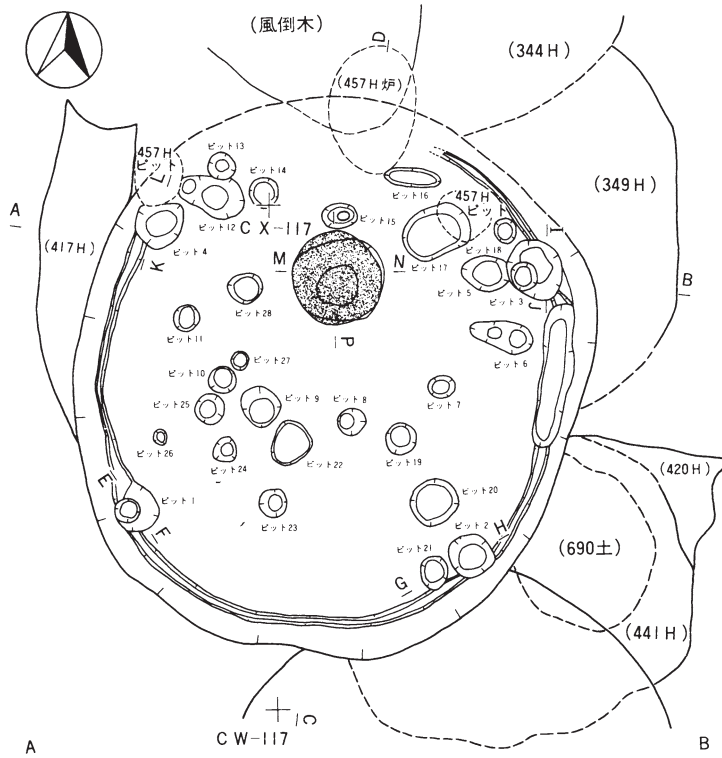 (風倒木)
D
(344H)
(457H炉)
ピット13
457H
ピット
L
ピット14
ピット16
457H
ピット
(349H)
A
(417H)
ピット12
CX-117
ピット15
ピット4
K
M
N
ピット17
ピット18
I
ピット5
ピット3
J
B
ピット28
P
ピット11
ピット6
ピット27
ピット10
ピット25
ピット9
ピット8
ピット7
ピット26
ピット24
ピット22
ピット19
E
ピット1
F
ピット23
ピット20
ピット2
H
ピット21
G
(420H)
(690土)
(441H)
C
CW-117
A
B